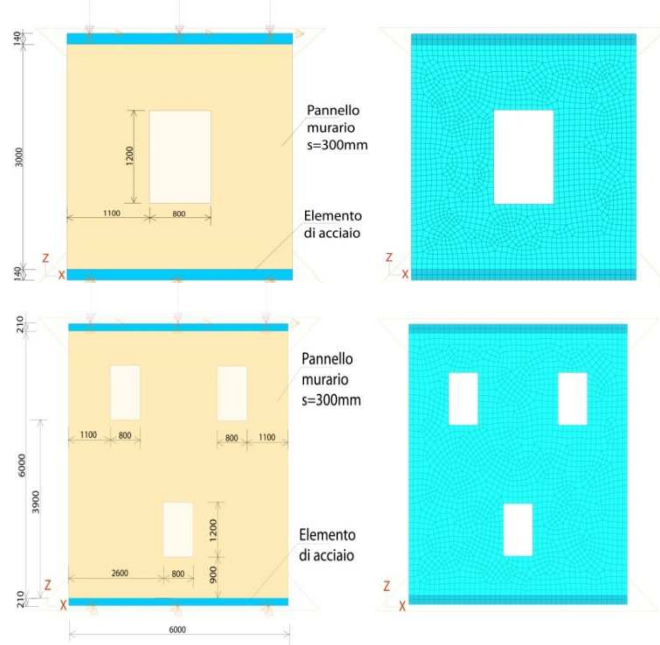 140
3000
140
1200
1100
800
Pannello
murario
s=300mm
Elemento
di acciaio
Z
X
Z
X
210
6000
3900
210
1100
800
800
1100
1200
900
2600
800
6000
Pannello
murario
s=300mm
Elemento
di acciaio
Z
X
Z
X